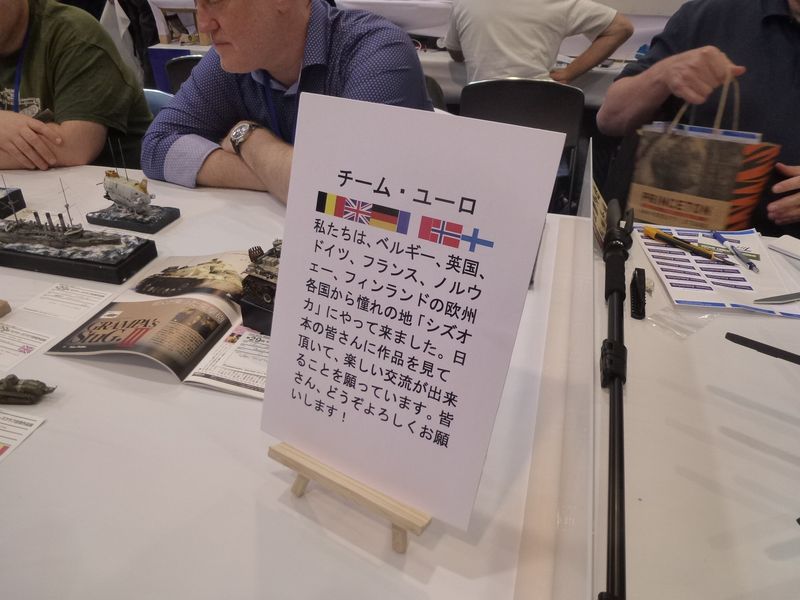 チーム・ユーロ
私たちは、ベルギー、英国、
ドイツ、フランス、ノルウ
ェー、フィンランドの欧州
各国から憧れの地「シズオ
カ」にやって来ました。日
本の皆さんに作品を見て
頂いて、楽しい交流が出来
ることを願っています。皆
さん、どうぞよろしくお願
いします！
GRAMPA'S
StuG.III
PRINCETON